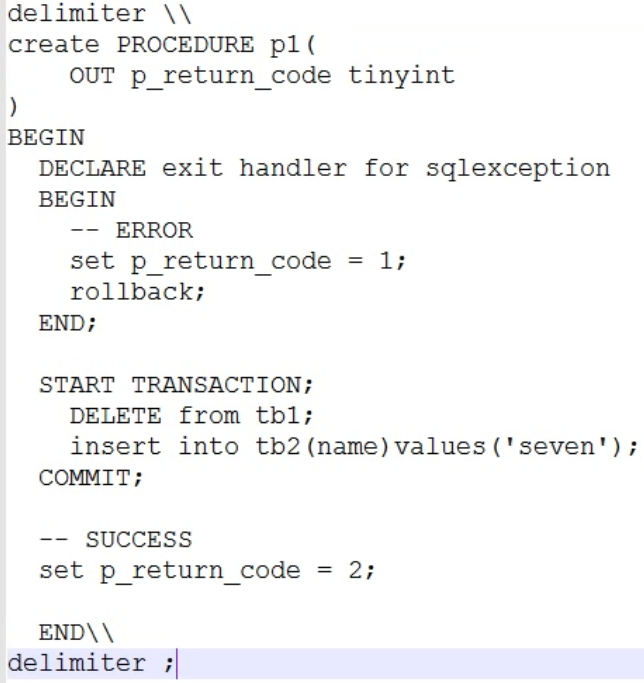 delimiter \\
create PROCEDURE p1(
    OUT p_return_code tinyint
)
BEGIN
  DECLARE exit handler for sqlexception
  BEGIN
    -- ERROR
    set p_return_code = 1;
    rollback;
  END;

  START TRANSACTION;
    DELETE from tb1;
    insert into tb2(name)values('seven');
  COMMIT;

  -- SUCCESS
  set p_return_code = 2;

  END\\
delimiter ;